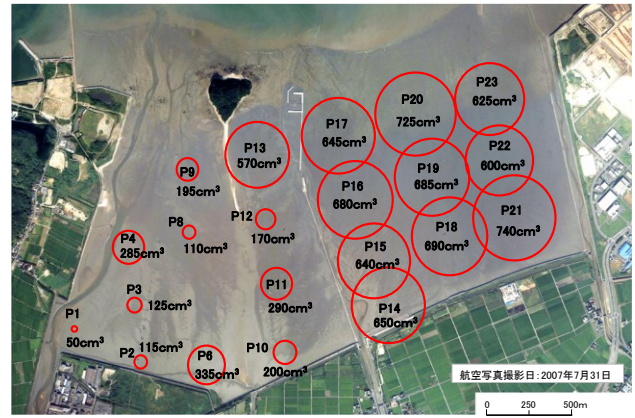 P23
625cm³
P20
725cm³
P17
645cm³
P13
570cm³
P22
600cm³
P9
195cm³
P19
685cm³
P16
680cm³
P12
170cm³
P21
740cm³
P8
110cm³
P18
690cm³
P4
285cm³
P15
640cm³
P11
290cm³
P3
125cm³
P14
650cm³
P1
50cm³
P2
115cm³
P6
335cm³
P10
200cm³
航空写真撮影日：2007年7月31日
0 250 500m